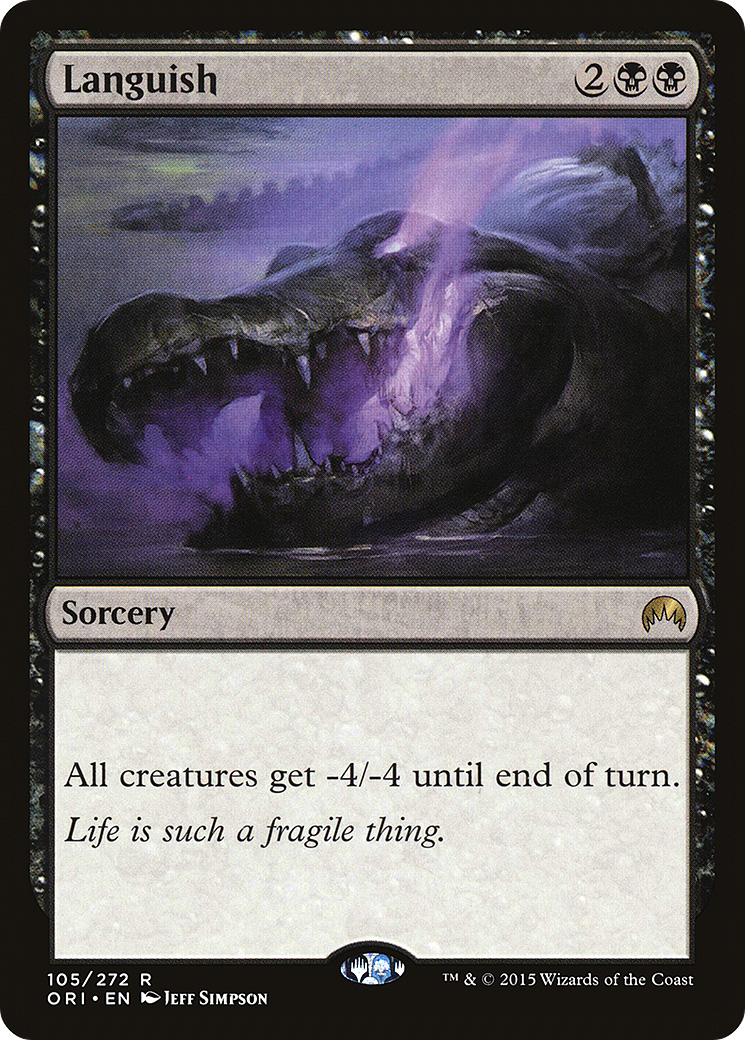 Languish 2
Sorcery
All creatures get -4/-4 until end of turn.
Life is such a fragile thing.
105/272 R
ORI • EN Jeff Simpson
™ & © 2015 Wizards of the Coast